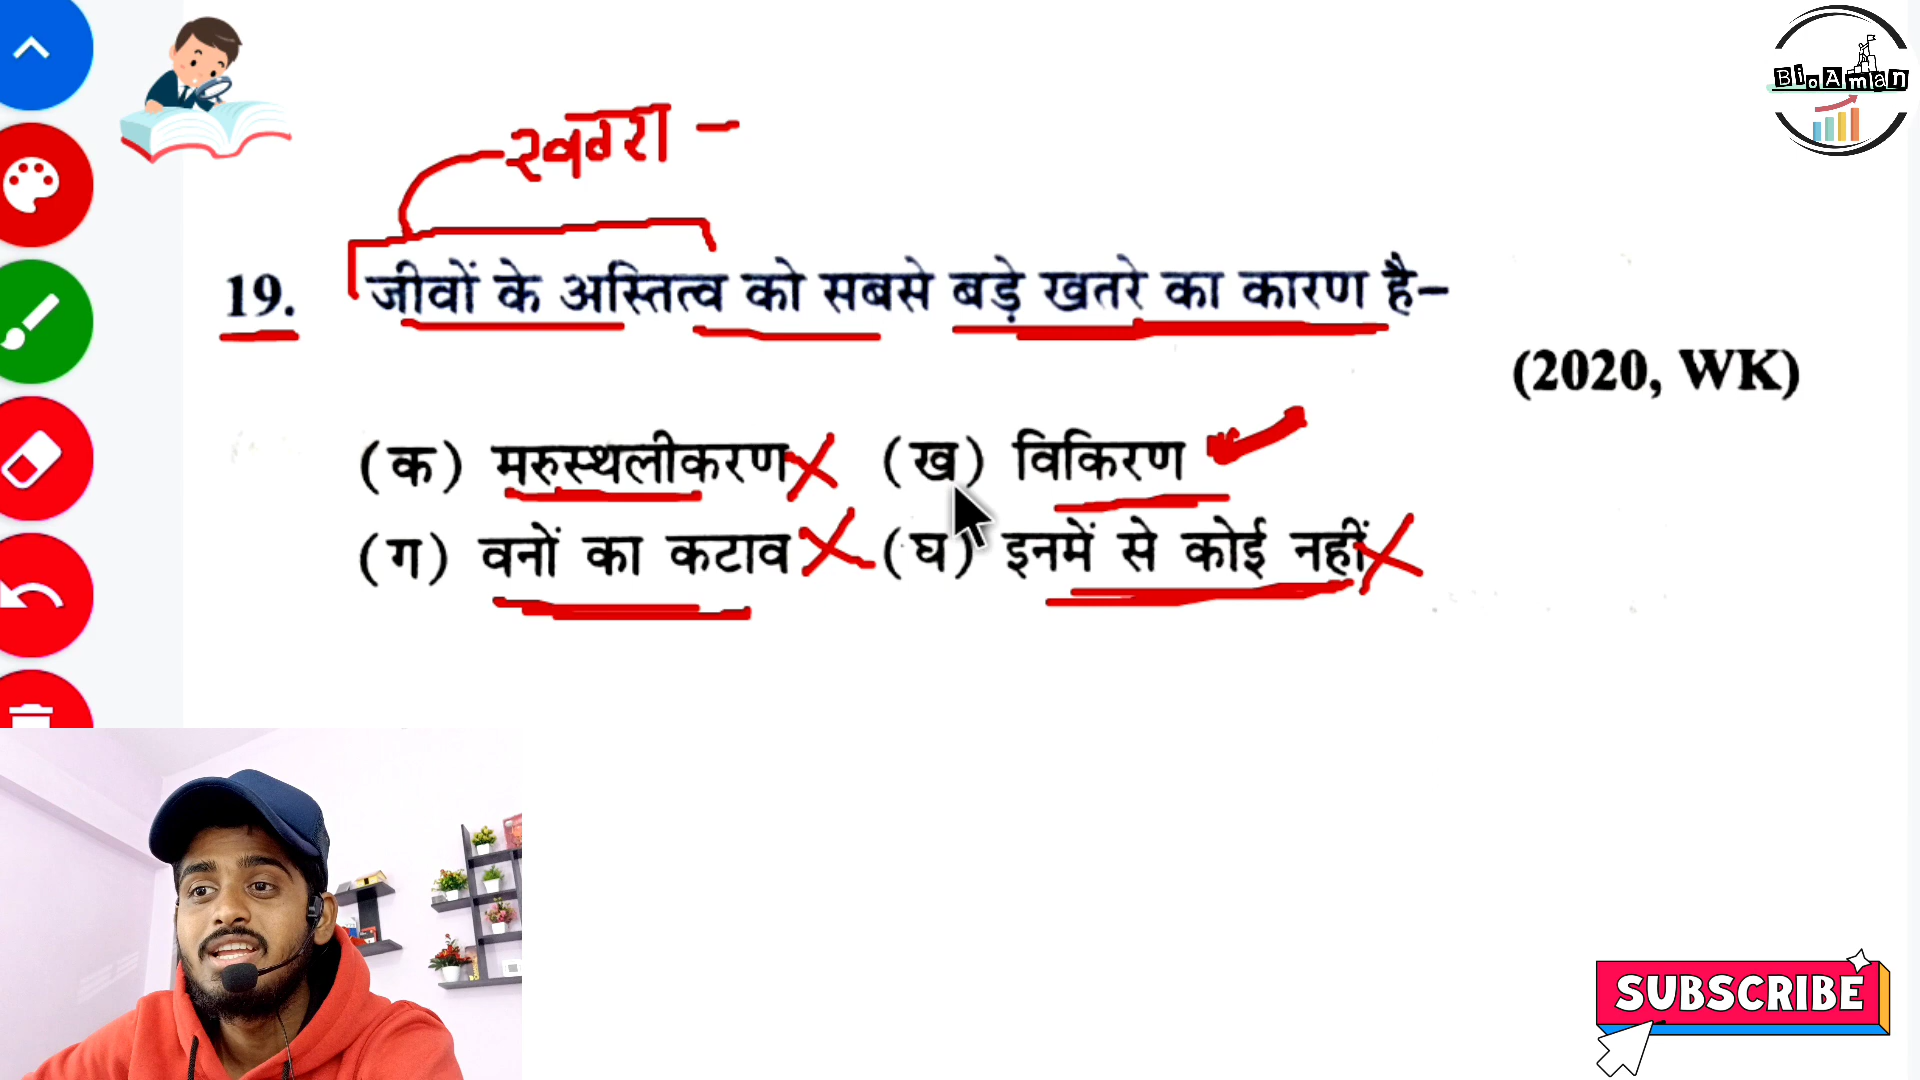 BioAman
खतरा -
19. जीवों के अस्तित्व को सबसे बड़े खतरे का कारण है–
(2020, WK)
(क) मरुस्थलीकरण (ख) विकिरण
(ग) वनों का कटाव (घ) इनमें से कोई नहीं
SUBSCRIBE